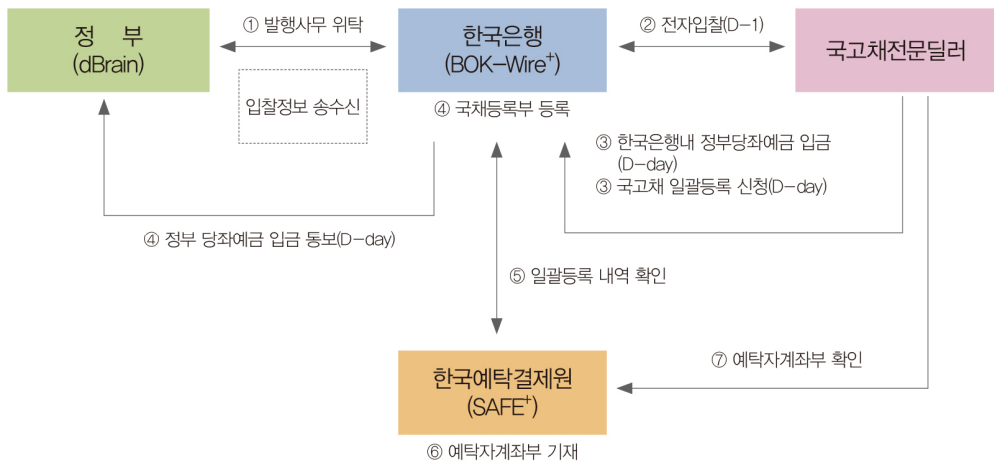 정 부
(dBrain)
① 발행사무 위탁
입찰정보 송수신
한국은행
(BOK-Wire⁺)
② 전자입찰(D-1)
국고채전문딜러
④ 국채등록부 등록
③ 한국은행내 정부당좌예금 입금
(D-day)
③ 국고채 일괄등록 신청(D-day)
④ 정부 당좌예금 입금 통보(D-day)
⑤ 일괄등록 내역 확인
⑦ 예탁자계좌부 확인
한국예탁결제원
(SAFE⁺)
⑥ 예탁자계좌부 기재